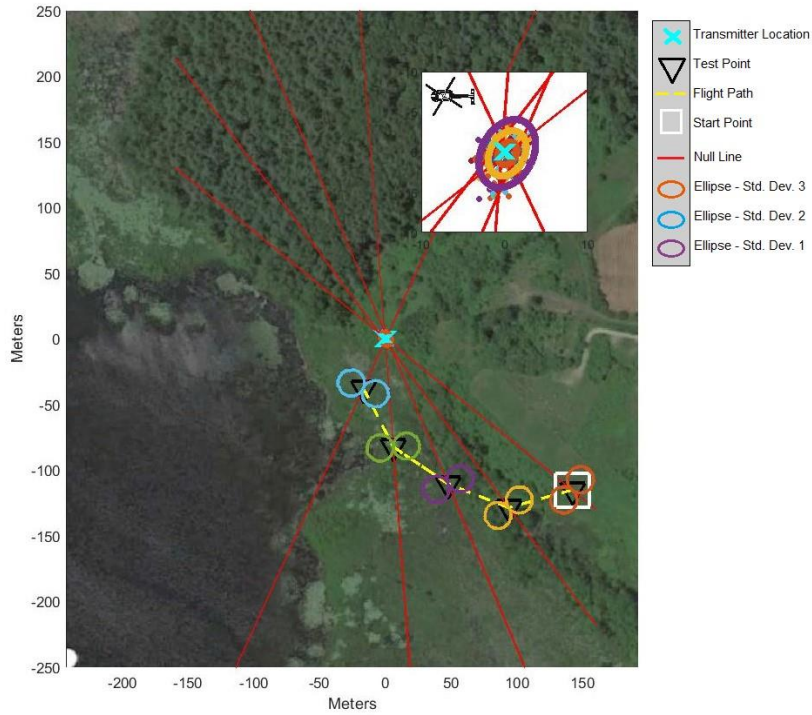 250
200
150
100
50
0
-50
-100
-150
-200
-250
Meters
-200
-150
-100
-50
0
50
100
150
Meters
10
-10
0
10
Transmitter Location
Test Point
Flight Path
Start Point
Null Line
Ellipse - Std. Dev. 3
Ellipse - Std. Dev. 2
Ellipse - Std. Dev. 1